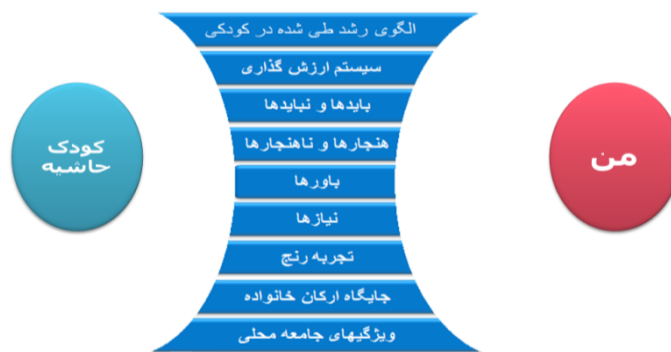 من
الگوی رشد طی شده در کودکی
سیستم ارزش گذاری
بایدها و نبایدها
هنجارها و ناهنجارها
باورها
نیازها
تجربه رنج
جایگاه ارکان خانواده
ویژگیهای جامعه محلی
کودک
حاشیه